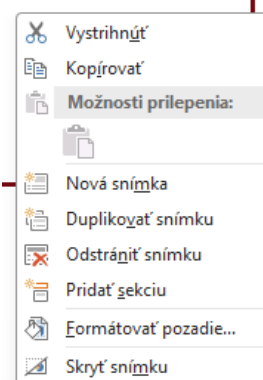 Vystrihnúť
Kopírovať
Možnosti prilepenia:
Nová snímka
Duplikovať snímku
Odstrániť snímku
Pridať sekciu
Formátovať pozadie...
Skryť snímku